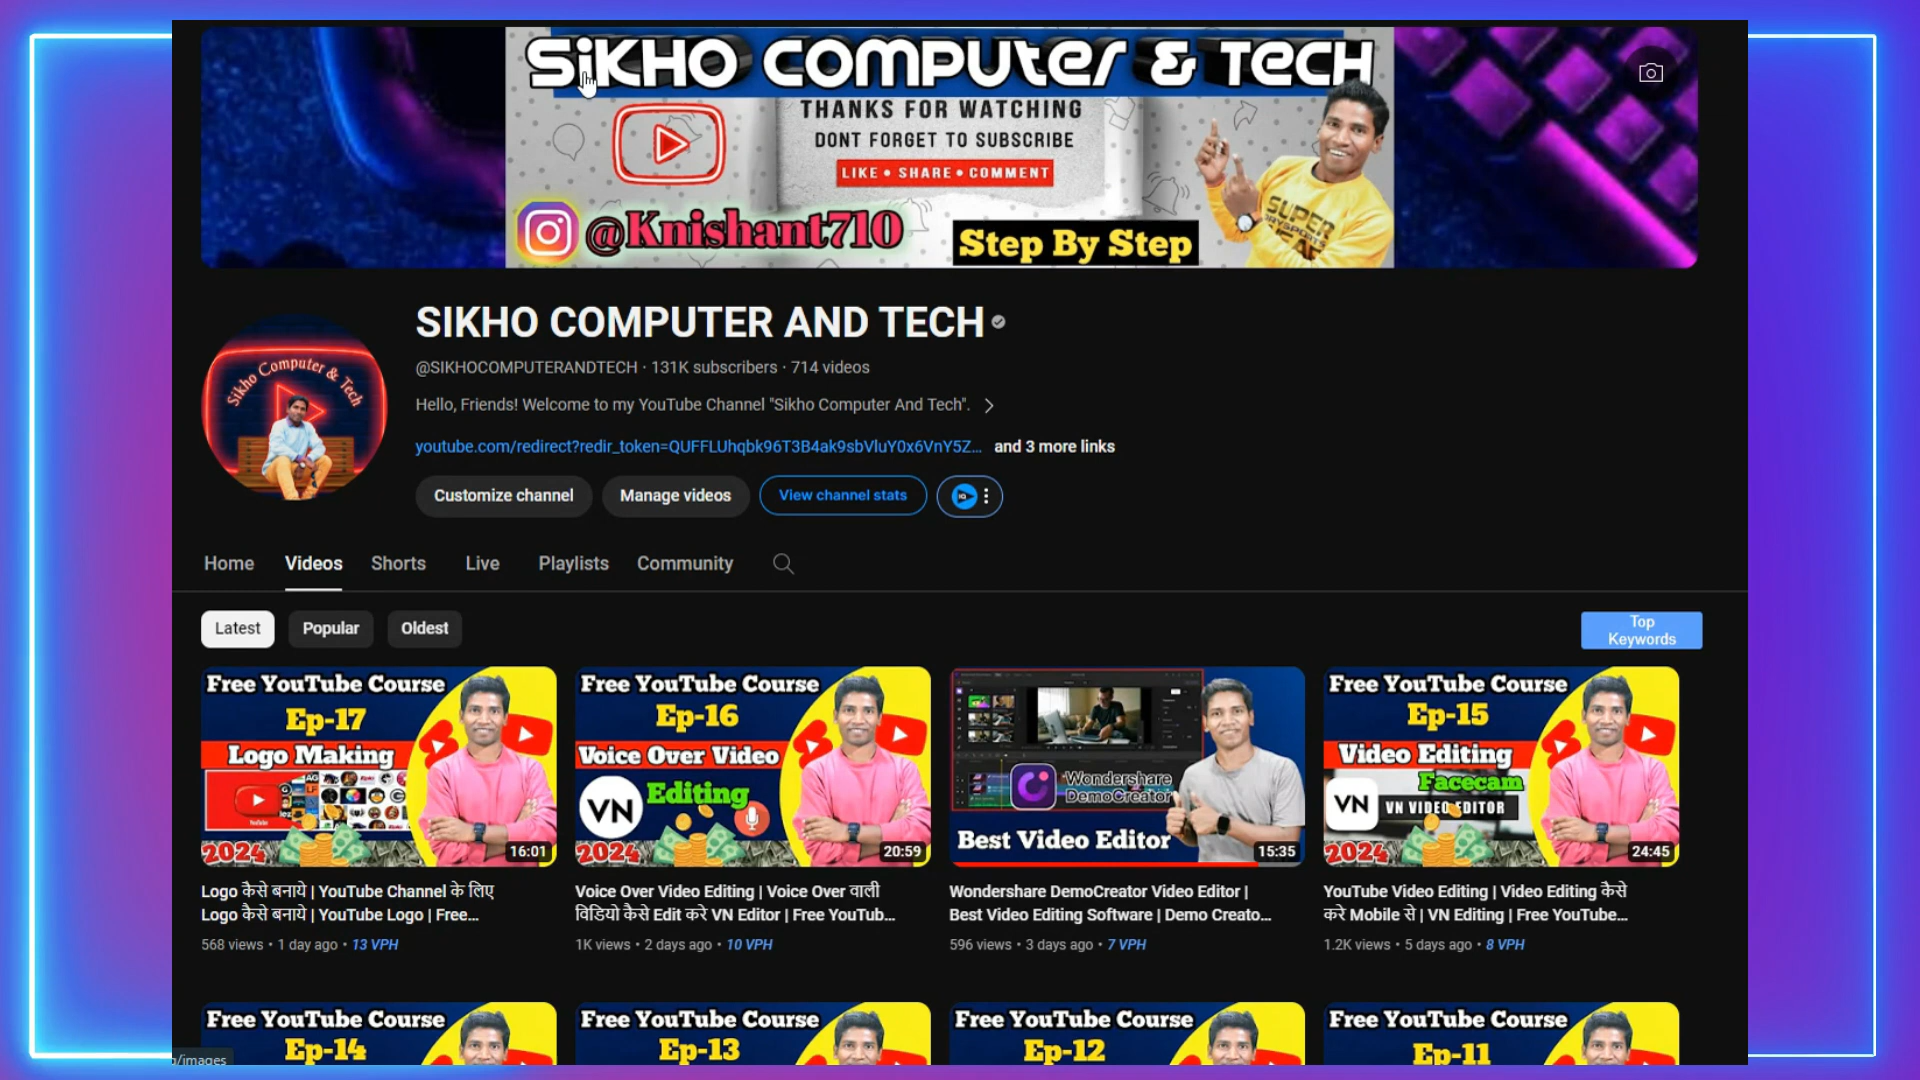 SiKHO COMPUTER & TECH
THANKS FOR WATCHING
DONT FORGET TO SUBSCRIBE
LIKE • SHARE • COMMENT
@Knishant710
Step By Step
SUPER
Sikho Computer & Tech
SIKHO COMPUTER AND TECH
@SIKHOCOMPUTERANDTECH · 131K subscribers · 714 videos
Hello, Friends! Welcome to my YouTube Channel "Sikho Computer And Tech".
youtube.com/redirect?redir_token=QUFFLUhqbk96T3B4ak9sbVluY0x6VnY5Z... and 3 more links
Customize channel
Manage videos
View channel stats
Home Videos Shorts Live Playlists Community
Latest Popular Oldest
Top
Keywords
Free YouTube Course
Ep-17
Logo Making
2024
16:01
Free YouTube Course
Ep-16
Voice Over Video
VN Editing
2024
20:59
Wondershare
DemoCreator
Best Video Editor
15:35
Free YouTube Course
Ep-15
Video Editing
Facecam
VN VN VIDEO EDITOR
2024
24:45
Logo कैसे बनाये | YouTube Channel के लिए
Logo कैसे बनाये | YouTube Logo | Free...
568 views • 1 day ago • 13 VPH
Voice Over Video Editing | Voice Over वाली
विडियो कैसे Edit करे VN Editor | Free YouTub...
1K views • 2 days ago • 10 VPH
Wondershare DemoCreator Video Editor |
Best Video Editing Software | Demo Creato...
596 views • 3 days ago • 7 VPH
YouTube Video Editing | Video Editing कैसे
करे Mobile से | VN Editing | Free YouTube...
1.2K views • 5 days ago • 8 VPH
Free YouTube Course
Ep-14
Free YouTube Course
Ep-13
Free YouTube Course
Ep-12
Free YouTube Course
Ep-11
/images